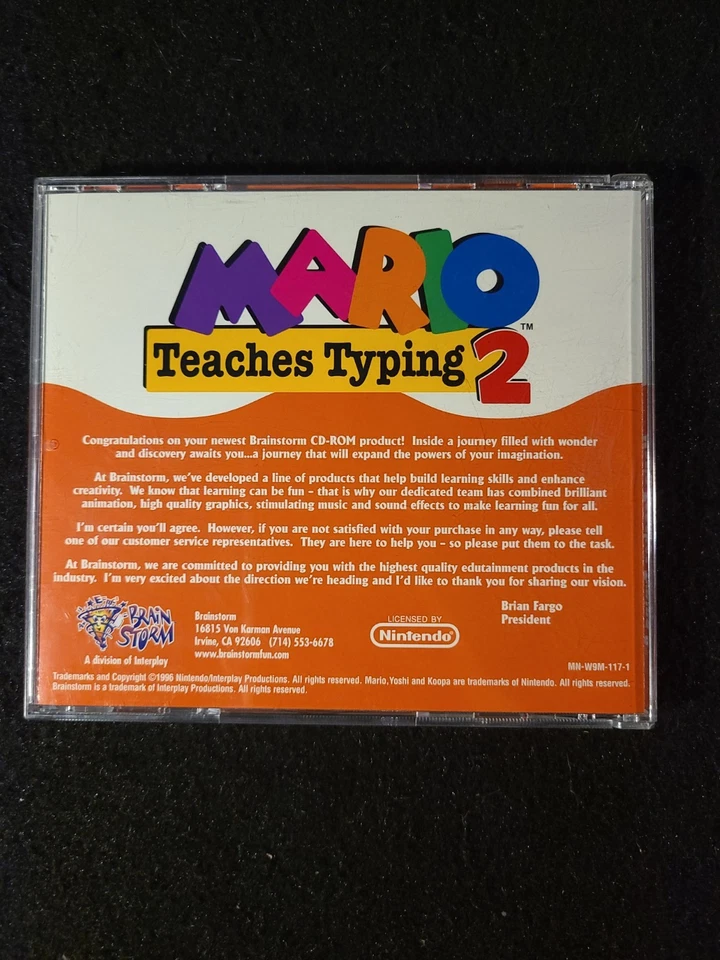 MARIO
TM
Teaches Typing 2
Congratulations on your newest Brainstorm CD-ROM product! Inside a journey filled with wonder
and discovery awaits you...a journey that will expand the powers of your imagination.
At Brainstorm, we've developed a line of products that help build learning skills and enhance
creativity. We know that learning can be fun - that is why our dedicated team has combined brilliant
animation, high quality graphics, stimulating music and sound effects to make learning fun for all.
I'm certain you'll agree. However, if you are not satisfied with your purchase in any way, please tell
one of our customer service representatives. They are here to help you - so please put them to the task.
At Brainstorm, we are committed to providing you with the highest quality edutainment products in the
industry. I'm very excited about the direction we're heading and I'd like to thank you for sharing our vision.
Brian Fargo
President
BRAIN
STORM
A division of Interplay
Brainstorm
16815 Von Karman Avenue
Irvine, CA 92606 (714) 553-6678
www.brainstormfun.com
LICENSED BY
Nintendo®
MN-W9M-117-1
Trademarks and Copyright ©1996 Nintendo/Interplay Productions. All rights reserved. Mario,Yoshi and Koopa are trademarks of Nintendo. All rights reserved.
Brainstorm is a trademark of Interplay Productions. All rights reserved.